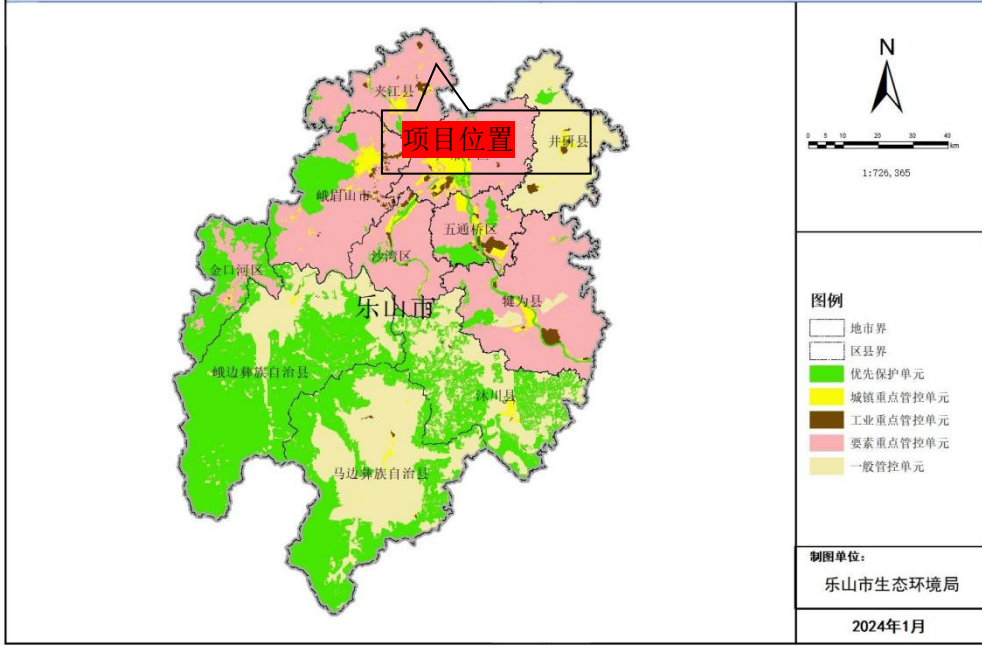 夹江县
项目位置
井研县
峨眉山市
五通桥区
沙湾区
金口河区
乐山市
犍为县
峨边彝族自治县
沐川县
马边彝族自治县
N
0 5 10 20 30 40
km
1:726,365
图例
地市界
区县界
优先保护单元
城镇重点管控单元
工业重点管控单元
要素重点管控单元
一般管控单元
制图单位：
乐山市生态环境局
2024年1月